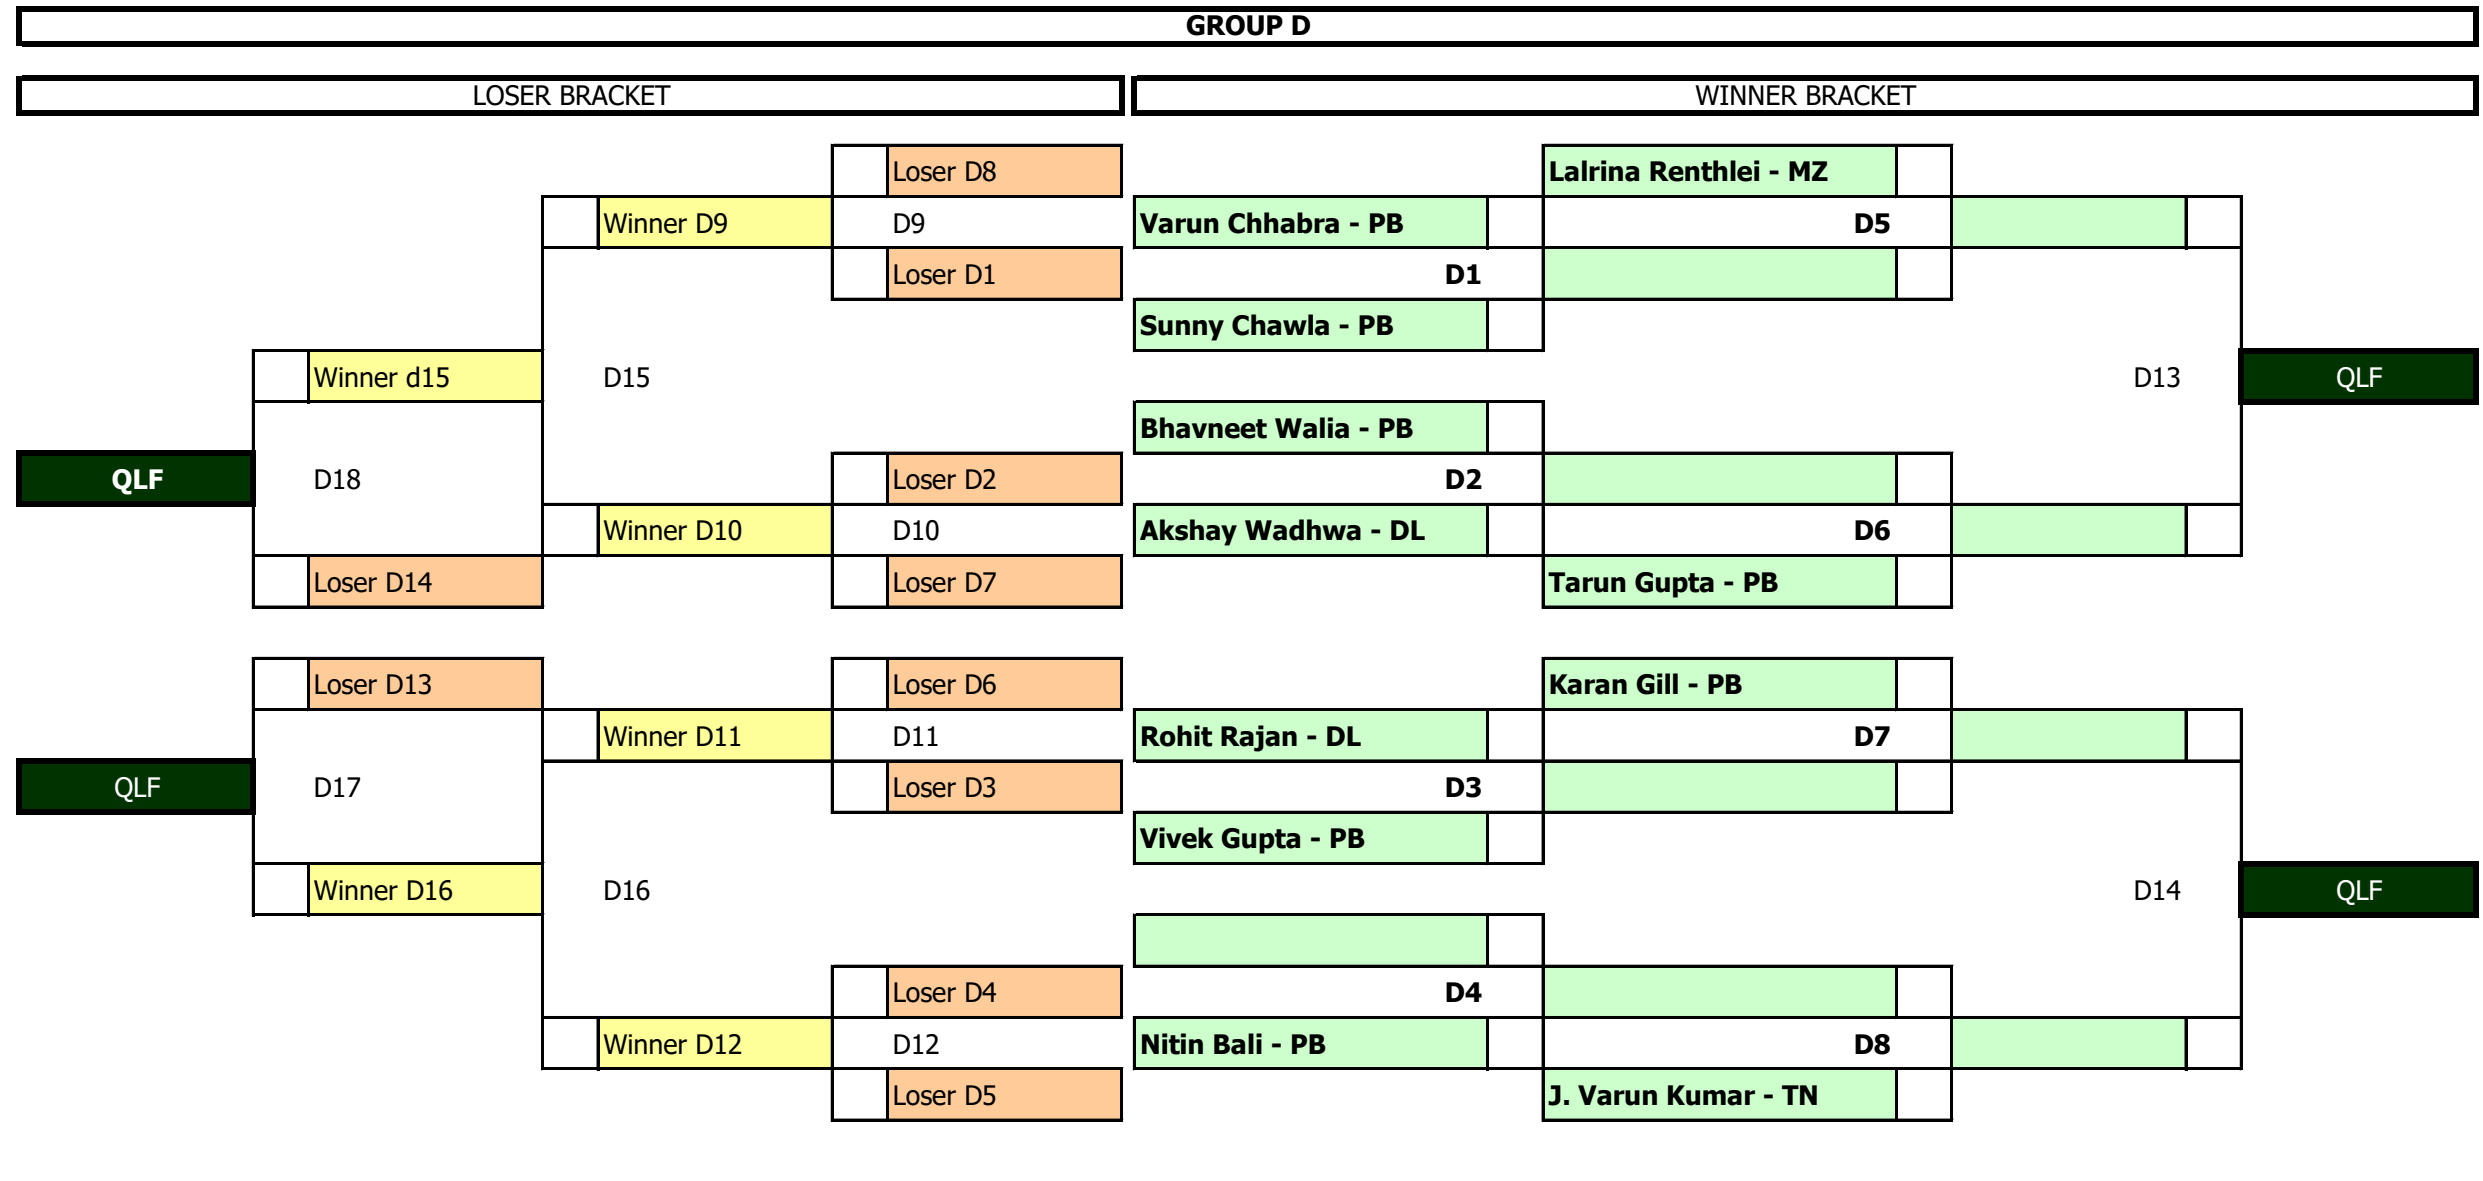 GROUP D
LOSER BRACKET WINNER BRACKET
Loser D8 Lalrina Renthlei - MZ
Winner D9 D9 Varun Chhabra - PB D5
Loser D1 D1
Sunny Chawla - PB
Winner d15 D15 D13 QLF
Bhavneet Walia - PB
QLF D18 Loser D2 D2
Winner D10 D10 Akshay Wadhwa - DL D6
Loser D14 Loser D7 Tarun Gupta - PB
Loser D13 Loser D6 Karan Gill - PB
Winner D11 D11 Rohit Rajan - DL D7
QLF D17 Loser D3 D3
Vivek Gupta - PB
Winner D16 D16 D14 QLF
Loser D4 D4
Winner D12 D12 Nitin Bali - PB D8
Loser D5 J. Varun Kumar - TN